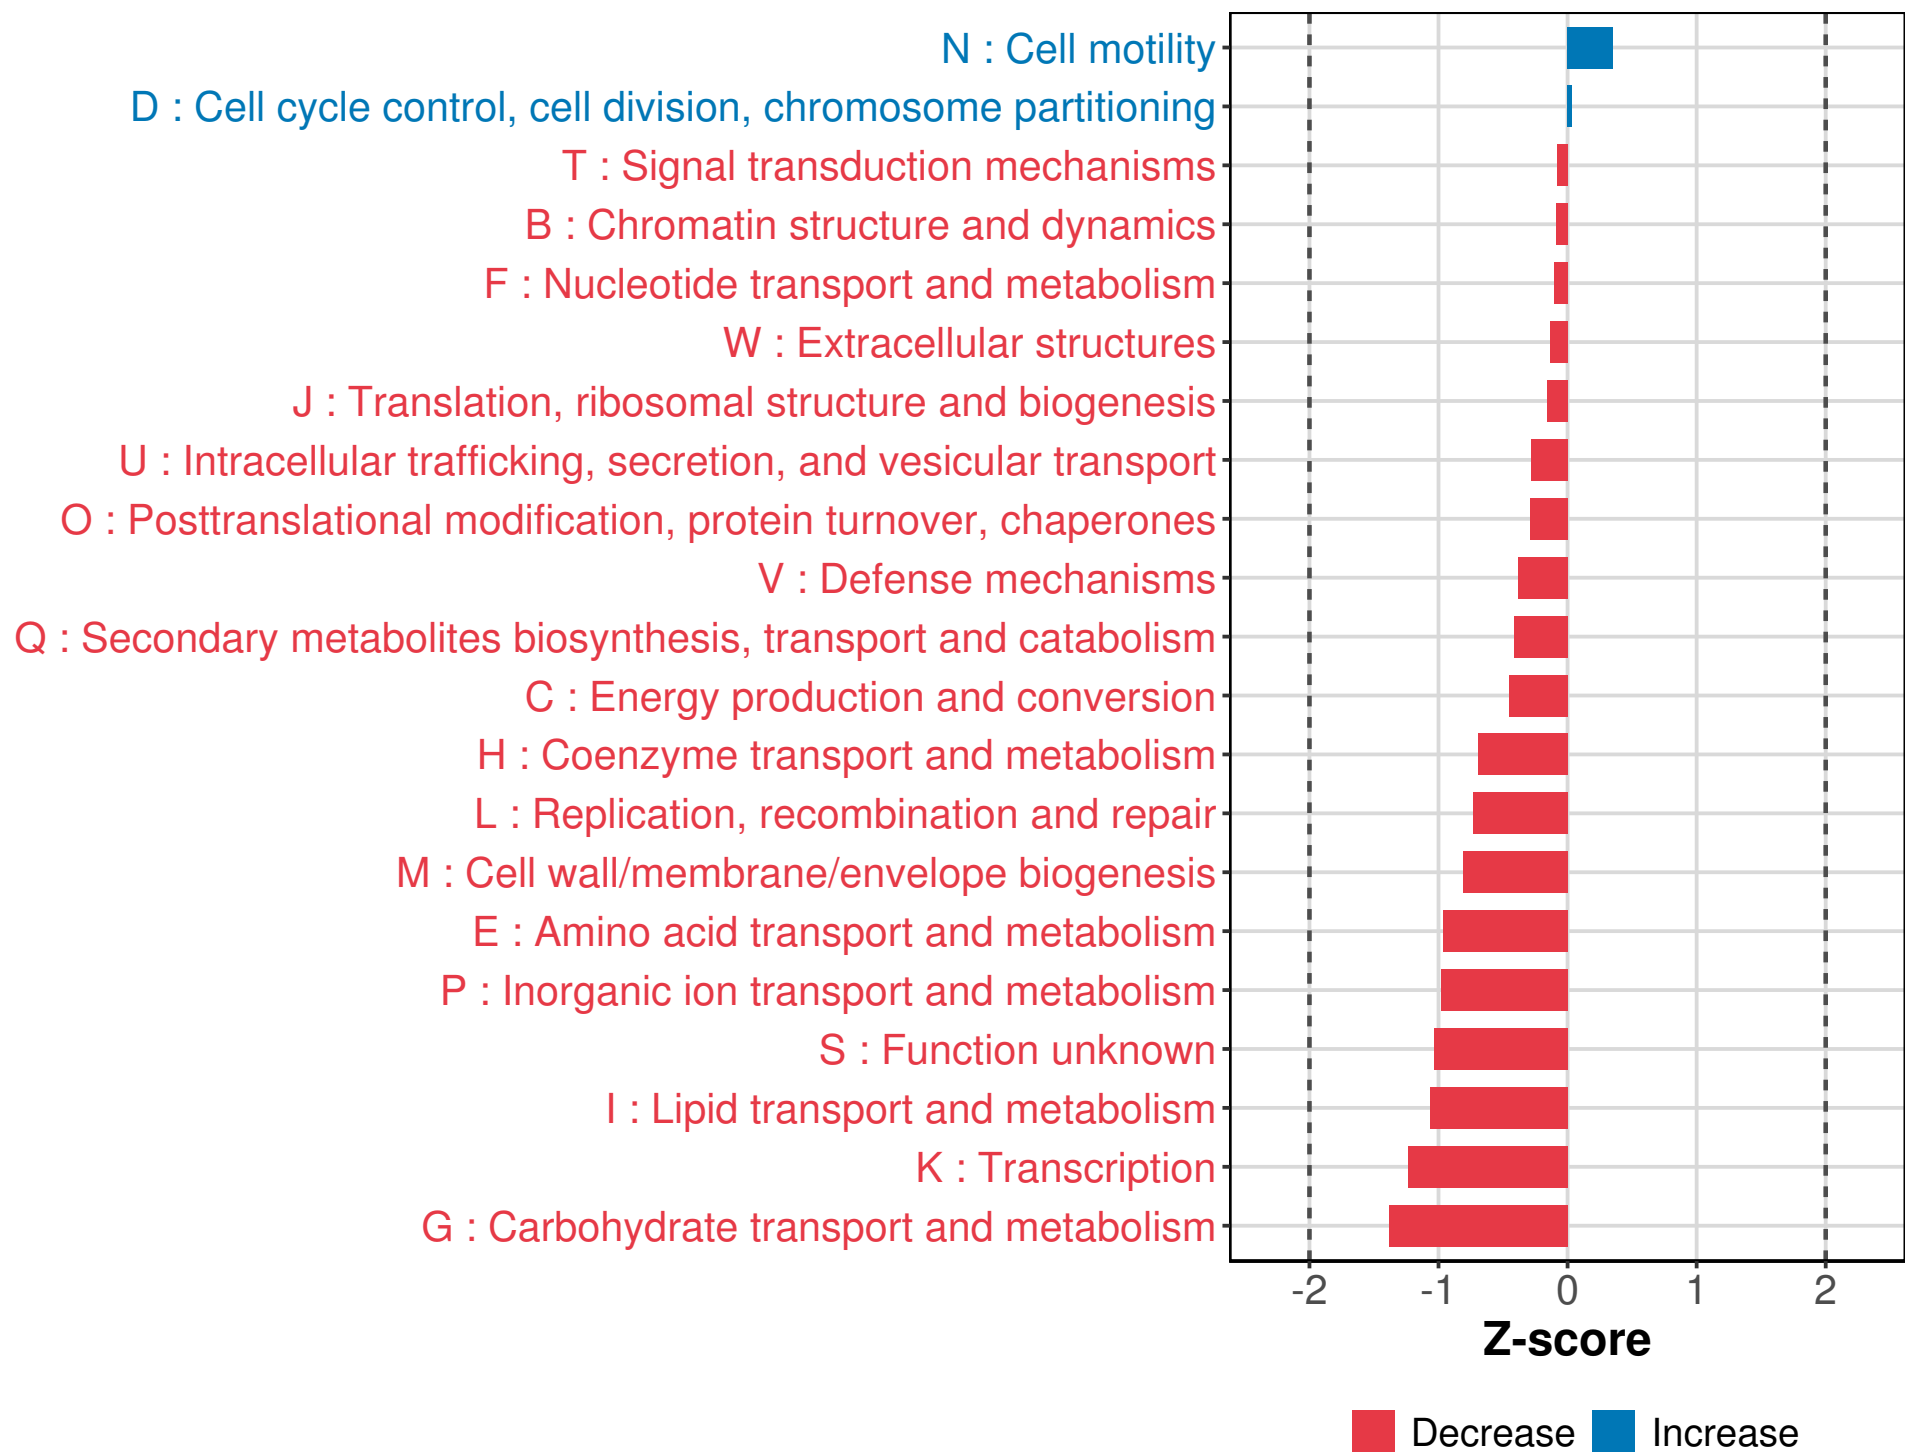 N : Cell motility
D : Cell cycle control, cell division, chromosome partitioning
T : Signal transduction mechanisms
B : Chromatin structure and dynamics
F : Nucleotide transport and metabolism
W : Extracellular structures
J : Translation, ribosomal structure and biogenesis
U : Intracellular trafficking, secretion, and vesicular transport
O : Posttranslational modification, protein turnover, chaperones
V : Defense mechanisms
Q : Secondary metabolites biosynthesis, transport and catabolism
C : Energy production and conversion
H : Coenzyme transport and metabolism
L : Replication, recombination and repair
M : Cell wall/membrane/envelope biogenesis
E : Amino acid transport and metabolism
P : Inorganic ion transport and metabolism
S : Function unknown
I : Lipid transport and metabolism
K : Transcription
G : Carbohydrate transport and metabolism
-2 -1 0 1 2
Z-score
Decrease Increase